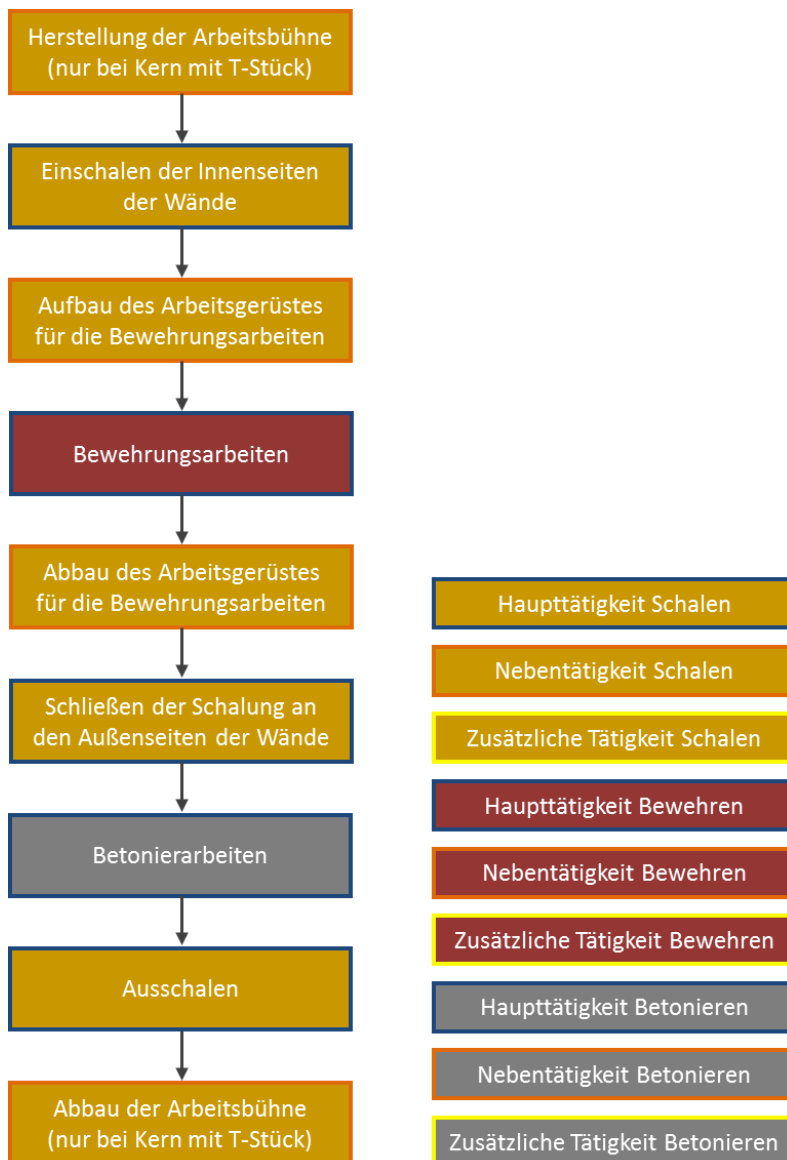 Herstellung der Arbeitsbühne
(nur bei Kern mit T-Stück)
Einschalen der Innenseiten
der Wände
Aufbau des Arbeitsgerüstes
für die Bewehrungsarbeiten
Bewehrungsarbeiten
Abbau des Arbeitsgerüstes
für die Bewehrungsarbeiten
Schließen der Schalung an
den Außenseiten der Wände
Betonierarbeiten
Ausschalen
Abbau der Arbeitsbühne
(nur bei Kern mit T-Stück)
Haupttätigkeit Schalen
Nebentätigkeit Schalen
Zusätzliche Tätigkeit Schalen
Haupttätigkeit Bewehren
Nebentätigkeit Bewehren
Zusätzliche Tätigkeit Bewehren
Haupttätigkeit Betonieren
Nebentätigkeit Betonieren
Zusätzliche Tätigkeit Betonieren